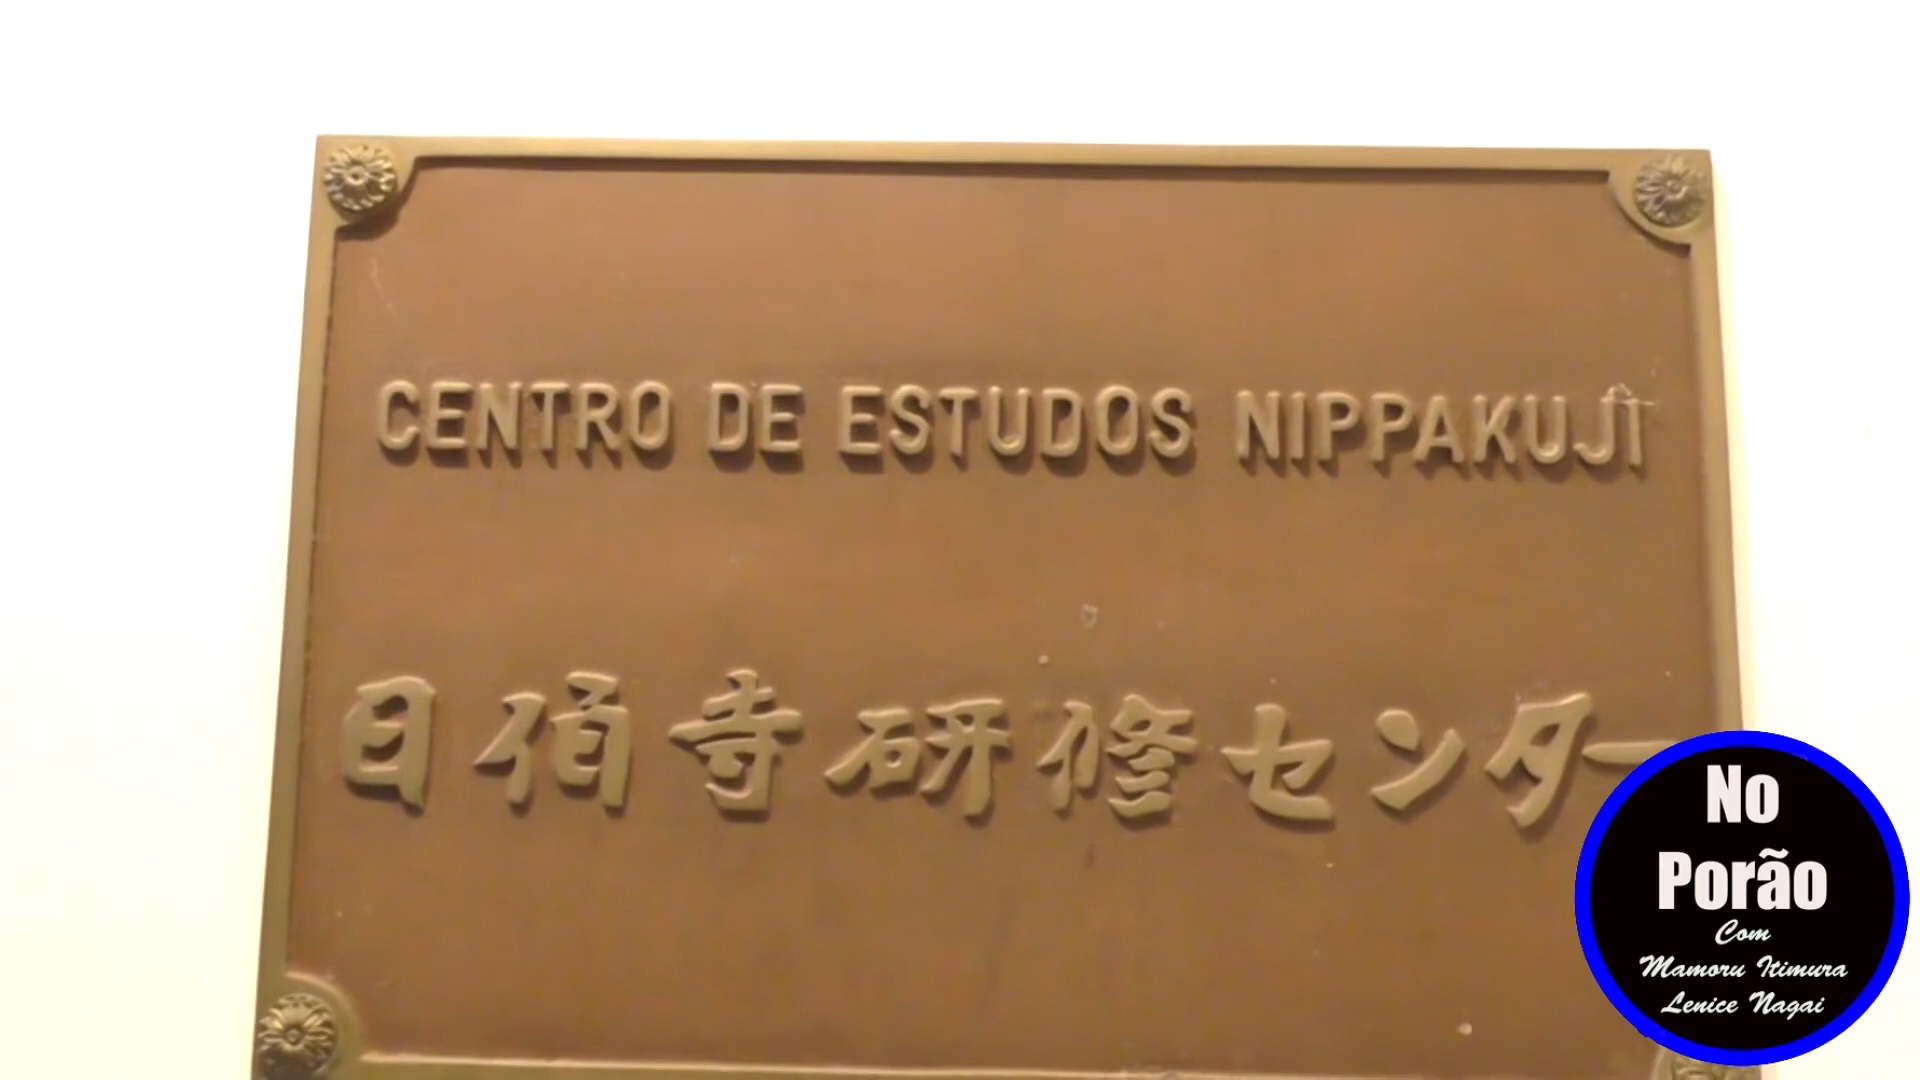 CENTRO DE ESTUDOS NIPPAKUJI
日伯寺研修センター
No
Porão
Com
Mamoru Itimura
Lenice Nagai